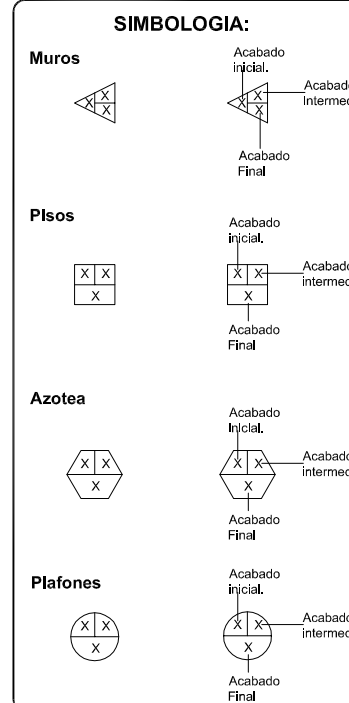 SIMBOLOGIA:
Muros
X X
X
Acabado
inicial.
X X
X
Acabado
Intermed
Acabado
Final
PIsos
X X
X
Acabado
inicial.
X X
X
Acabado
intermed
Acabado
Final
Azotea
X X
X
Acabado
Inicial.
X X
X
Acabado
intermed
Acabado
Final
Plafones
X X
X
Acabado
inicial.
X X
X
Acabado
intermed
Acabado
Final